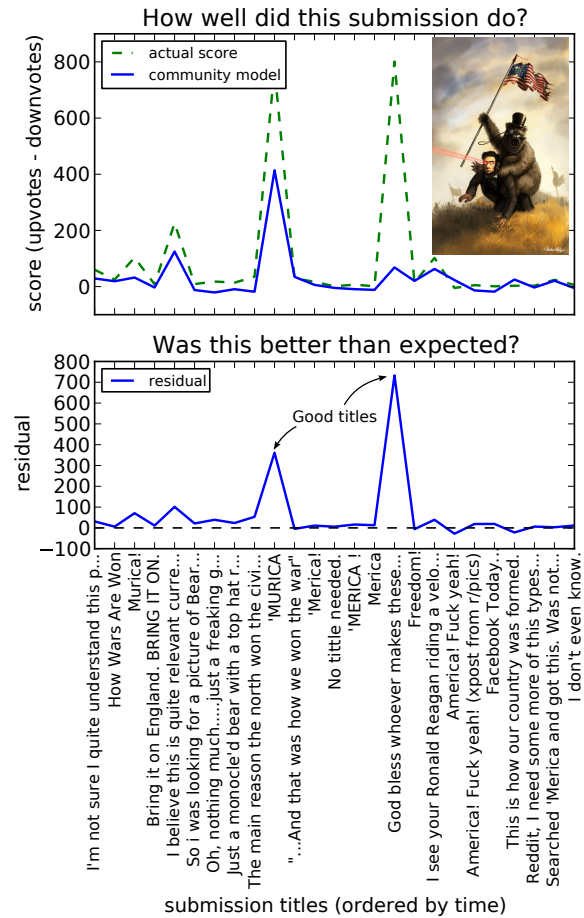 How well did this submission do?
actual score
community model
score (upvotes - downvotes)
800
600
400
200
0
Was this better than expected?
residual
Good titles
residual
800
700
600
500
400
300
200
100
0
−100
I'm not sure I quite understand this p...
How Wars Are Won
Murica!
Bring it on England. BRING IT ON.
I believe this is quite relevant curre...
So i was looking for a picture of Bear...
Oh, nothing much.....just a freaking g...
Just a monocle'd bear with a top hat r...
The main reason the north won the civi...
'MURICA
"...And that was how we won the war"
'Merica!
No tittle needed.
'MERICA !
Merica
God bless whoever makes these...
Freedom!
I see your Ronald Reagan riding a velo...
America! Fuck yeah!
America! Fuck yeah! (xpost from r/pics)
Facebook Today...
This is how our country was formed.
Reddit, I need some more of this types....
Searched 'Merica and got this. Was not...
I don't even know.
submission titles (ordered by time)